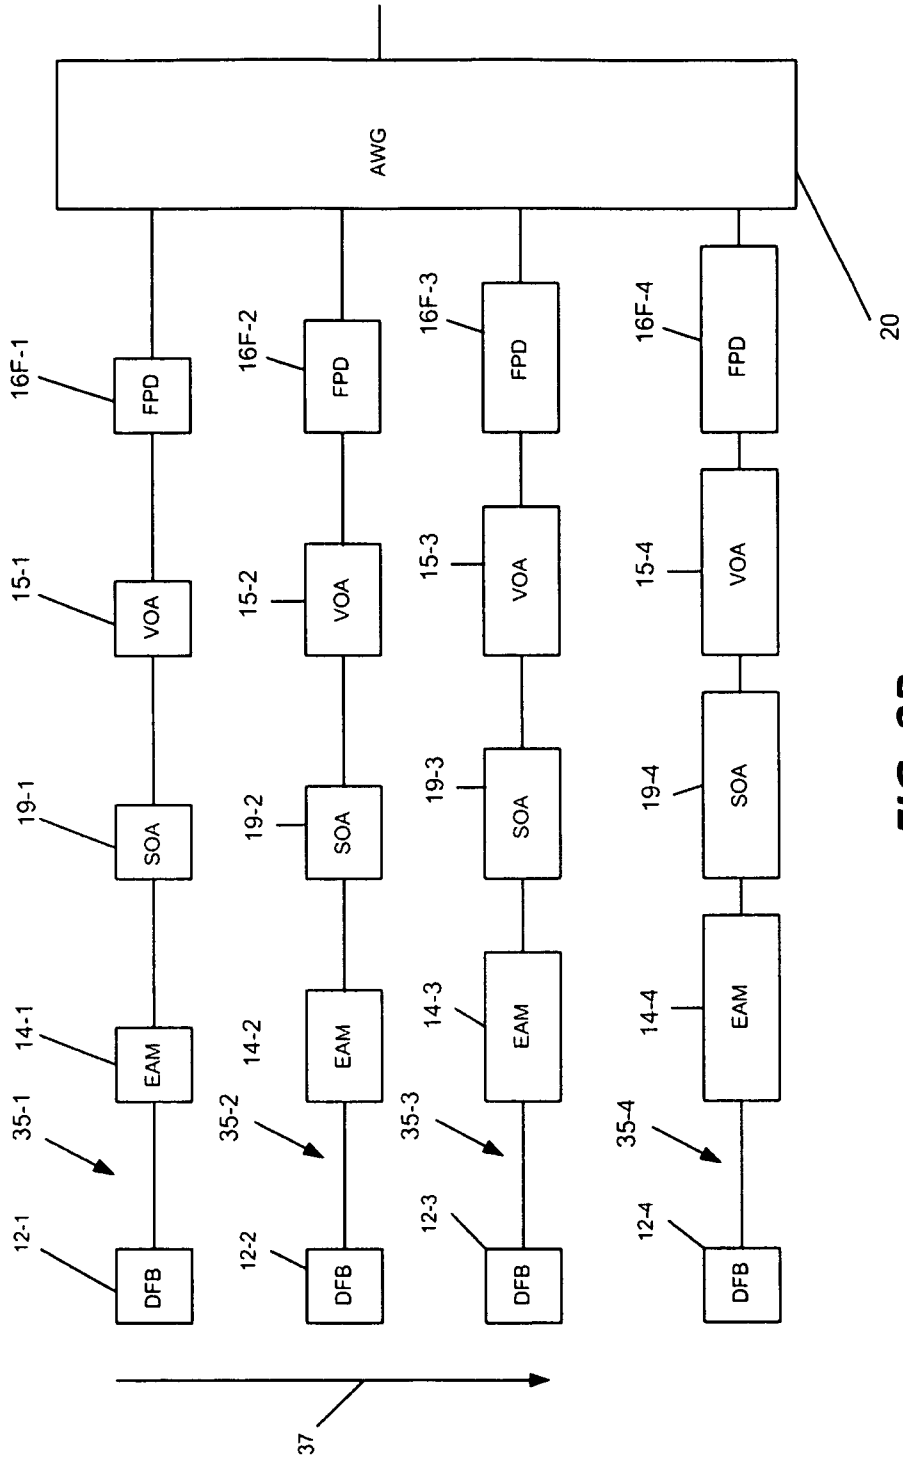 AWG
20
16F-1
FPD
15-1
VOA
19-1
SOA
14-1
EAM
35-1
12-1
DFB
16F-2
FPD
15-2
VOA
19-2
SOA
14-2
EAM
35-2
12-2
DFB
16F-3
FPD
15-3
VOA
19-3
SOA
14-3
EAM
35-3
12-3
DFB
16F-4
FPD
15-4
VOA
19-4
SOA
14-4
EAM
35-4
12-4
DFB
37